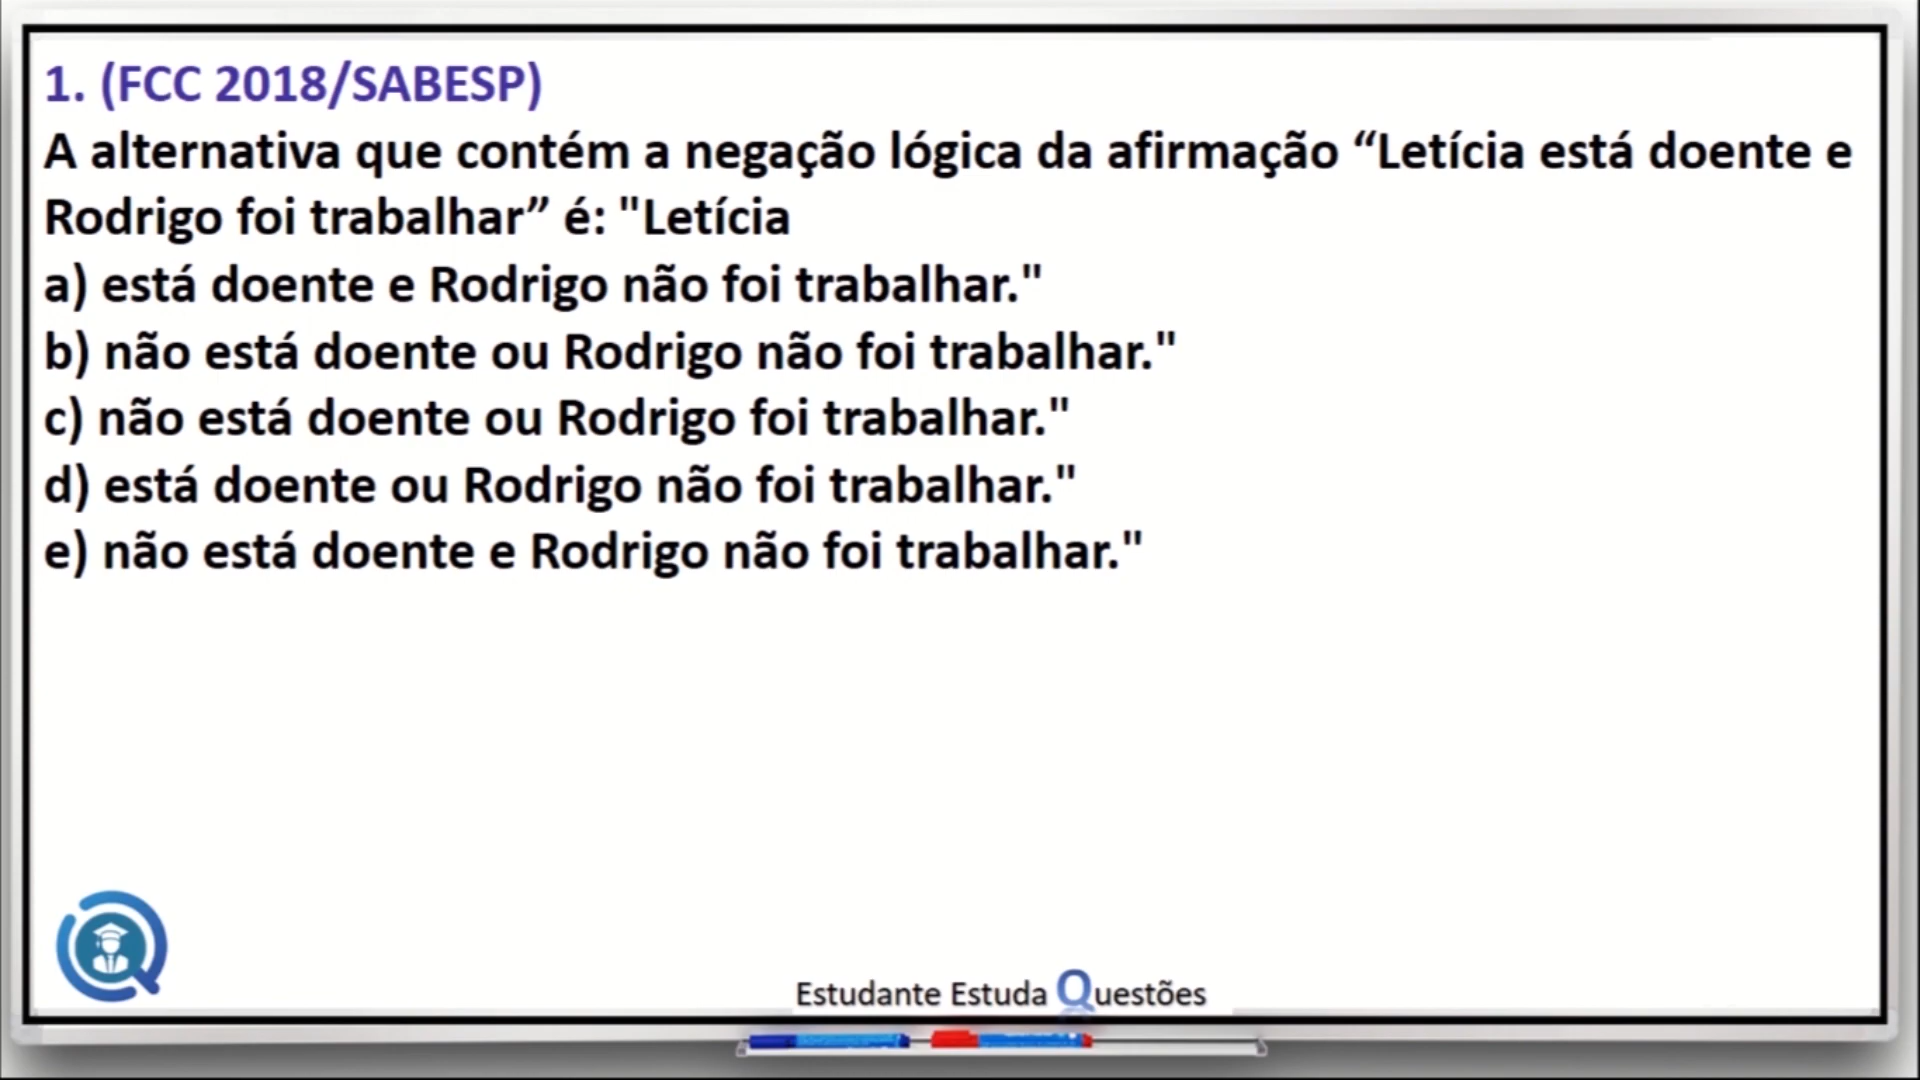 1. (FCC 2018/SABESP)
A alternativa que contém a negação lógica da afirmação “Letícia está doente e
Rodrigo foi trabalhar” é: "Letícia
a) está doente e Rodrigo não foi trabalhar."
b) não está doente ou Rodrigo não foi trabalhar."
c) não está doente ou Rodrigo foi trabalhar."
d) está doente ou Rodrigo não foi trabalhar."
e) não está doente e Rodrigo não foi trabalhar."
Estudante Estuda Questões